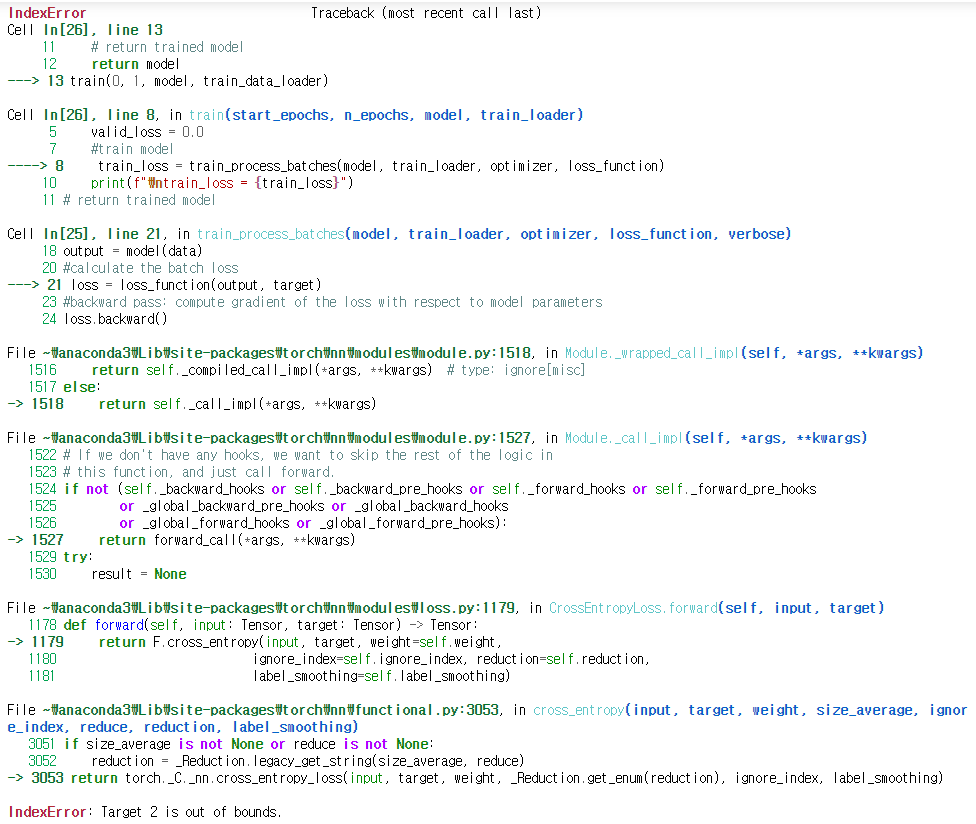 IndexError Traceback (most recent call last)
Cell In[26], line 13
11 # return trained model
12 return model
---> 13 train(0, 1, model, train_data_loader)
Cell In[26], line 8, in train(start_epochs, n_epochs, model, train_loader)
5 valid_loss = 0.0
7 #train model
----> 8 train_loss = train_process_batches(model, train_loader, optimizer, loss_function)
10 print(f"₩ntrain_loss = {train_loss}")
11 # return trained model
Cell In[25], line 21, in train_process_batches(model, train_loader, optimizer, loss_function, verbose)
18 output = model(data)
20 #calculate the batch loss
---> 21 loss = loss_function(output, target)
23 #backward pass: compute gradient of the loss with respect to model parameters
24 loss.backward()
File ~₩anaconda3₩Lib₩site-packages₩torch₩nn₩modules₩module.py:1518, in Module._wrapped_call_impl(self, *args, **kwargs)
1516 return self._compiled_call_impl(*args, **kwargs) # type: ignore[misc]
1517 else:
-> 1518 return self._call_impl(*args, **kwargs)
File ~₩anaconda3₩Lib₩site-packages₩torch₩nn₩modules₩module.py:1527, in Module._call_impl(self, *args, **kwargs)
1522 # If we don't have any hooks, we want to skip the rest of the logic in
1523 # this function, and just call forward.
1524 if not (self._backward_hooks or self._backward_pre_hooks or self._forward_hooks or self._forward_pre_hooks
1525 or _global_backward_pre_hooks or _global_backward_hooks
1526 or _global_forward_hooks or _global_forward_pre_hooks):
-> 1527 return forward_call(*args, **kwargs)
1529 try:
1530 result = None
File ~₩anaconda3₩Lib₩site-packages₩torch₩nn₩modules₩loss.py:1179, in CrossEntropyLoss.forward(self, input, target)
1178 def forward(self, input: Tensor, target: Tensor) -> Tensor:
-> 1179 return F.cross_entropy(input, target, weight=self.weight,
1180 ignore_index=self.ignore_index, reduction=self.reduction,
1181 label_smoothing=self.label_smoothing)
File ~₩anaconda3₩Lib₩site-packages₩torch₩nn₩functional.py:3053, in cross_entropy(input, target, weight, size_average, ignor
e_index, reduce, reduction, label_smoothing)
3051 if size_average is not None or reduce is not None:
3052 reduction = _Reduction.legacy_get_string(size_average, reduce)
-> 3053 return torch._C._nn.cross_entropy_loss(input, target, weight, _Reduction.get_enum(reduction), ignore_index, label_smoothing)
IndexError: Target 2 is out of bounds.